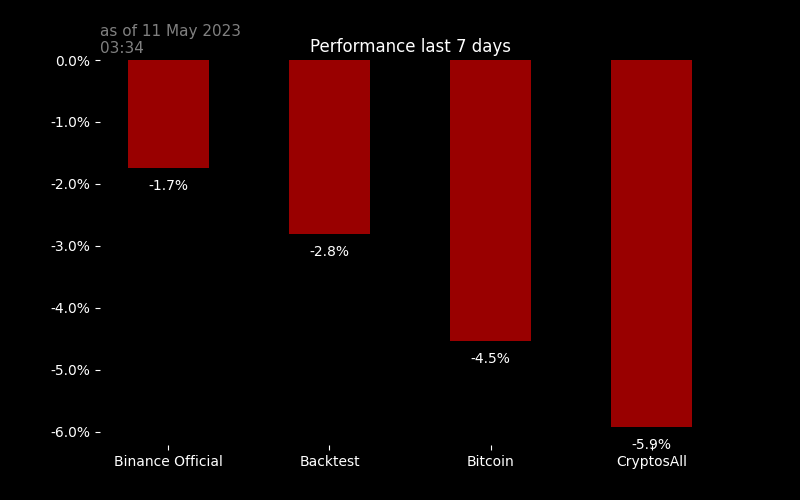 as of 11 May 2023
03:34
Performance last 7 days
0.0%
-1.0%
-2.0%
-3.0%
-4.0%
-5.0%
-6.0%
-1.7%
-2.8%
-4.5%
-5.9%
Binance Official
Backtest
Bitcoin
CryptosAll